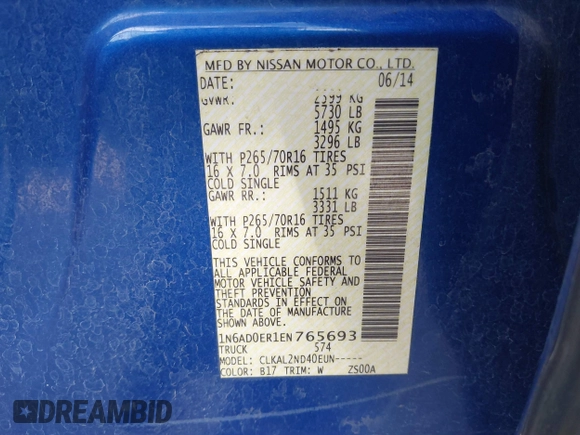 MFD BY NISSAN MOTOR CO., LTD.
DATE: 06/14
GVWR: 2599 KG
5730 LB
GAWR FR.: 1495 KG
3296 LB
WITH P265/70R16 TIRES
16 X 7.0 RIMS AT 35 PSI
COLD SINGLE
GAWR RR.: 1511 KG
3331 LB
WITH P265/70R16 TIRES
16 X 7.0 RIMS AT 35 PSI
COLD SINGLE
THIS VEHICLE CONFORMS TO
ALL APPLICABLE FEDERAL
MOTOR VEHICLE SAFETY AND
THEFT PREVENTION
STANDARDS IN EFFECT ON
THE DATE OF MANUFACTURE
SHOWN ABOVE.
1N6AD0ER1EN765693
TRUCK 574
MODEL: CLKAL2ND40EUN-----
COLOR: B17 TRIM: W ZS00A
DREAMBID